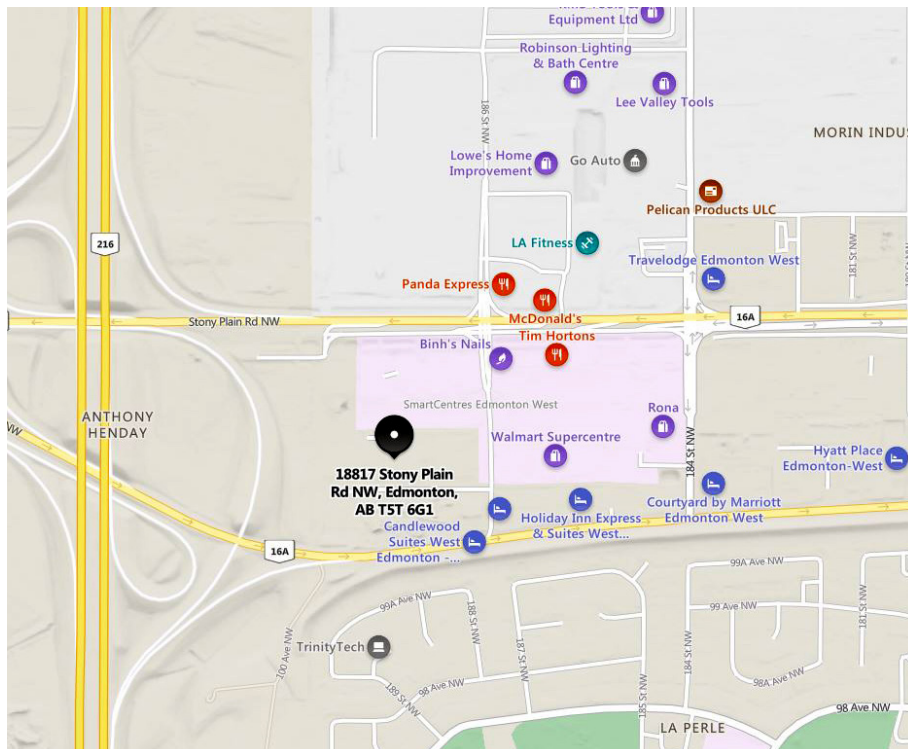 Equipment Ltd
Robinson Lighting
& Bath Centre
Lee Valley Tools
186 St NW
MORIN INDUS
Lowe's Home
Improvement
Go Auto
Pelican Products ULC
216
LA Fitness
Travelodge Edmonton West
181 St NW
Panda Express
McDonald's
Stony Plain Rd NW
16A
Tim Hortons
Binh's Nails
SmartCentres Edmonton West
ANTHONY
HENDAY
Rona
NW
Walmart Supercentre
184 St NW
Hyatt Place
Edmonton-West
18817 Stony Plain
Rd NW, Edmonton,
AB T5T 6G1
Courtyard by Marriott
Edmonton West
Holiday Inn Express
& Suites West...
Candlewood
Suites West
Edmonton -...
16A
99A Ave NW
99A Ave NW
99 Ave NW
188 St NW
187 St NW
184 St NW
181 St NW
TrinityTech
100 Ave NW
98 Ave NW
98A Ave NW
189 St NW
185 St NW
98 Ave NW
LA PERLE